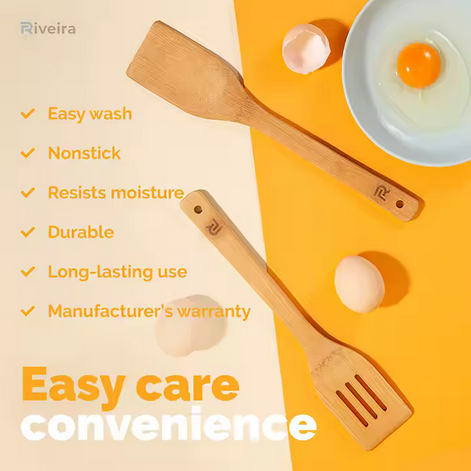 Riveira
Easy wash
Nonstick
Resists moisture
Durable
Long-lasting use
Manufacturer's warranty
Easy care
convenience
R
R